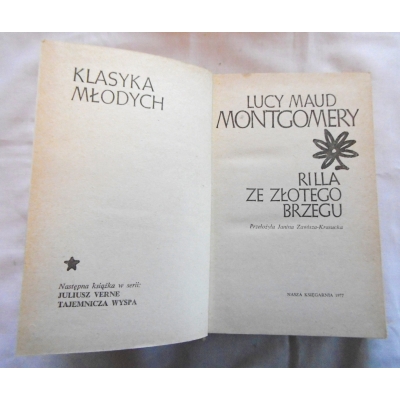 KLASYKA
MŁODYCH
Następna książka w serii:
JULIUSZ VERNE
TAJEMNICZA WYSPA
LUCY MAUD
MONTGOMERY
RILLA
ZE ZŁOTEGO
BRZEGU
Przełożyła Janina Zawisza-Krasucka
NASZA KSIĘGARNIA 1977